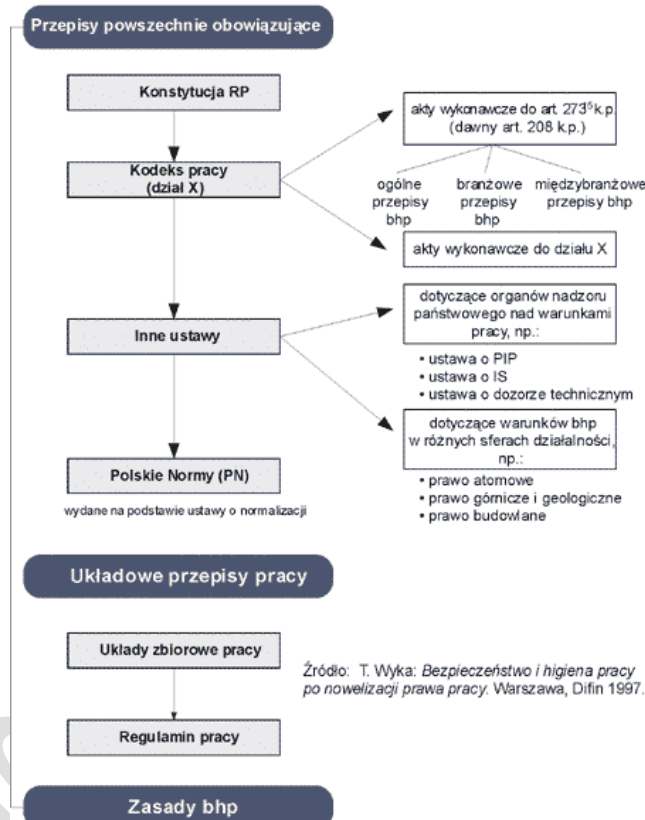 Przepisy powszechnie obowiązujące
Konstytucja RP
Kodeks pracy
(dział X)
akty wykonawcze do art. 273⁵ k.p.
(dawny art. 208 k.p.)
ogólne
przepisy
bhp
branżowe
przepisy
bhp
międzybranżowe
przepisy bhp
akty wykonawcze do działu X
Inne ustawy
dotyczące organów nadzoru
państwowego nad warunkami
pracy, np.:
• ustawa o PIP
• ustawa o IS
• ustawa o dozorze technicznym
dotyczące warunków bhp
w różnych sferach działalności,
np.:
• prawo atomowe
• prawo górnicze i geologiczne
• prawo budowlane
Polskie Normy (PN)
wydane na podstawie ustawy o normalizacji
Układowe przepisy pracy
Układy zbiorowe pracy
Regulamin pracy
Źródło: T. Wyka: Bezpieczeństwo i higiena pracy
po nowelizacji prawa pracy. Warszawa, Difin 1997.
Zasady bhp